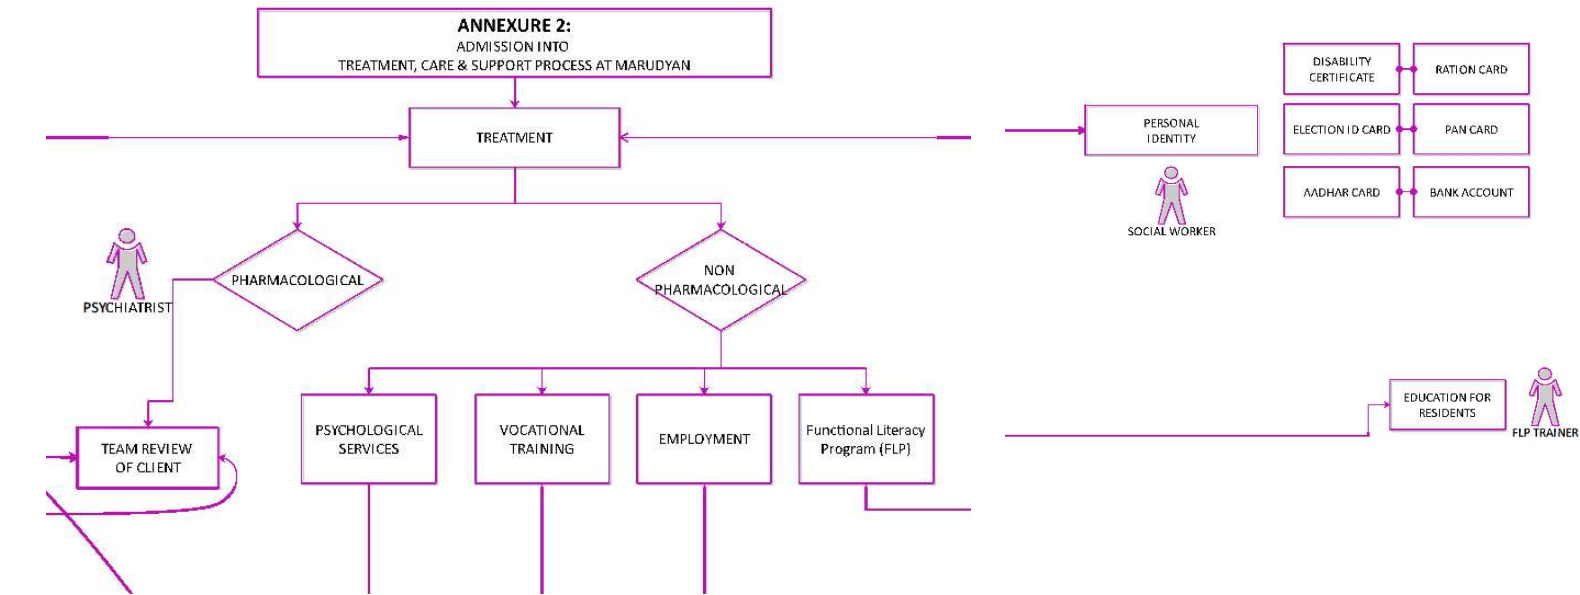 ANNEXURE 2:
ADMISSION INTO
TREATMENT, CARE & SUPPORT PROCESS AT MARUDYAN
TREATMENT
PHARMACOLOGICAL
NON
PHARMACOLOGICAL
PSYCHIATRIST
TEAM REVIEW
OF CLIENT
PSYCHOLOGICAL
SERVICES
VOCATIONAL
TRAINING
EMPLOYMENT
Functional Literacy
Program (FLP)
PERSONAL
IDENTITY
SOCIAL WORKER
DISABILITY
CERTIFICATE
RATION CARD
ELECTION ID CARD
PAN CARD
AADHAR CARD
BANK ACCOUNT
EDUCATION FOR
RESIDENTS
FLP TRAINER